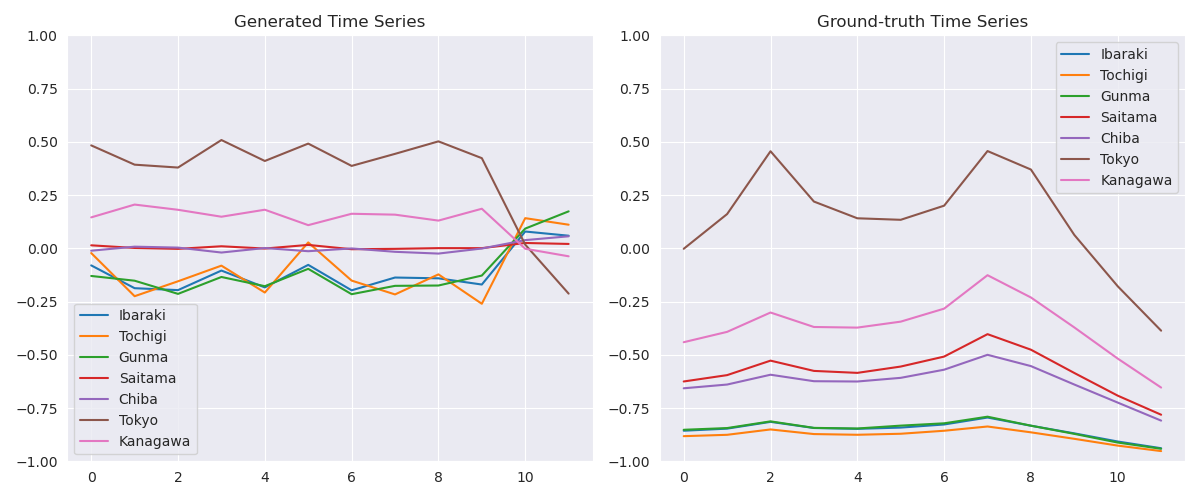 Generated Time Series
1.00
0.75
0.50
0.25
0.00
−0.25
−0.50
−0.75
−1.00
0 2 4 6 8 10
Ibaraki
Tochigi
Gunma
Saitama
Chiba
Tokyo
Kanagawa
Ground-truth Time Series
1.00
0.75
0.50
0.25
0.00
−0.25
−0.50
−0.75
−1.00
0 2 4 6 8 10
Ibaraki
Tochigi
Gunma
Saitama
Chiba
Tokyo
Kanagawa